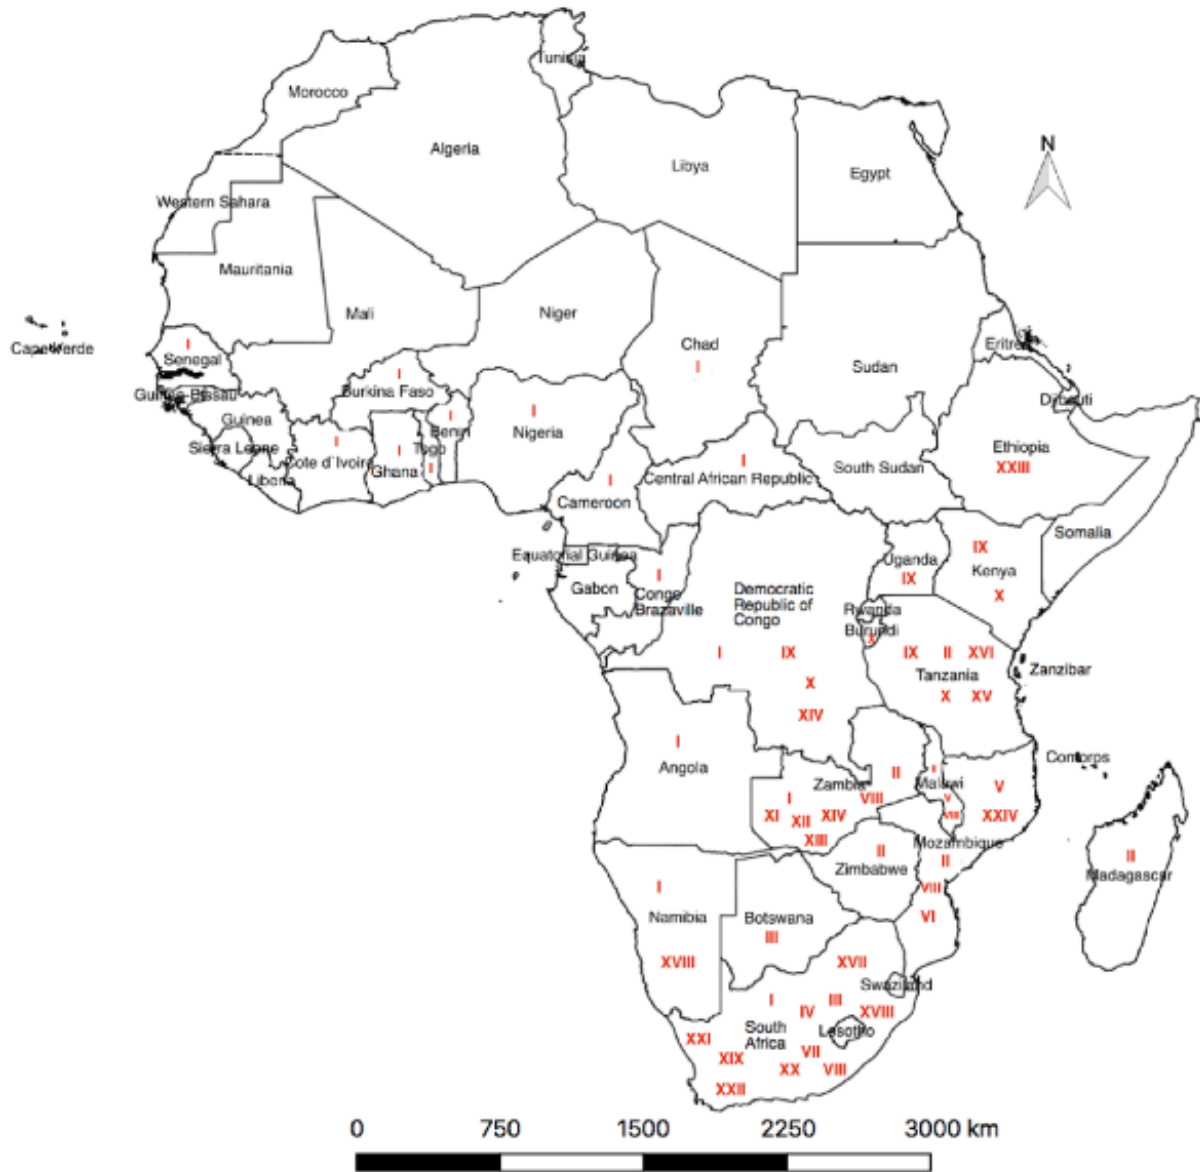 Tunisia
Morocco
Algeria
Libya
Egypt
N
Western Sahara
Mauritania
Mali
Niger
Chad
I
Sudan
Eritrea
Cape Verde
I
Senegal
Guinea-Bissau
Guinea
Sierra Leone
Liberia
I
Cote d'Ivoire
I
Burkina Faso
I
Ghana
Togo
I
I
Benin
I
Nigeria
I
Cameroon
I
Central African Republic
South Sudan
Djibouti
Ethiopia
XXIII
Somalia
Equatorial Guinea
Gabon
I
Congo
Brazaville
Democratic
Republic of
Congo
I
IX
X
XIV
Uganda
IX
IX
Kenya
X
Rwanda
Burundi
X
IX
II
XVI
Tanzania
X
XV
Zanzibar
Comorps
I
Angola
Zambia
II
I
VIII
XI
XII
XIV
XIII
Malawi
V
VIII
V
XXIV
Mozambique
II
VIII
VI
II
Zimbabwe
II
Madagascar
I
Namibia
XVIII
Botswana
III
XVII
Swaziland
I
III
IV
XVIII
South
Africa
Lesotho
XXI
XIX
VII
XX
VIII
XXII
0 750 1500 2250 3000 km